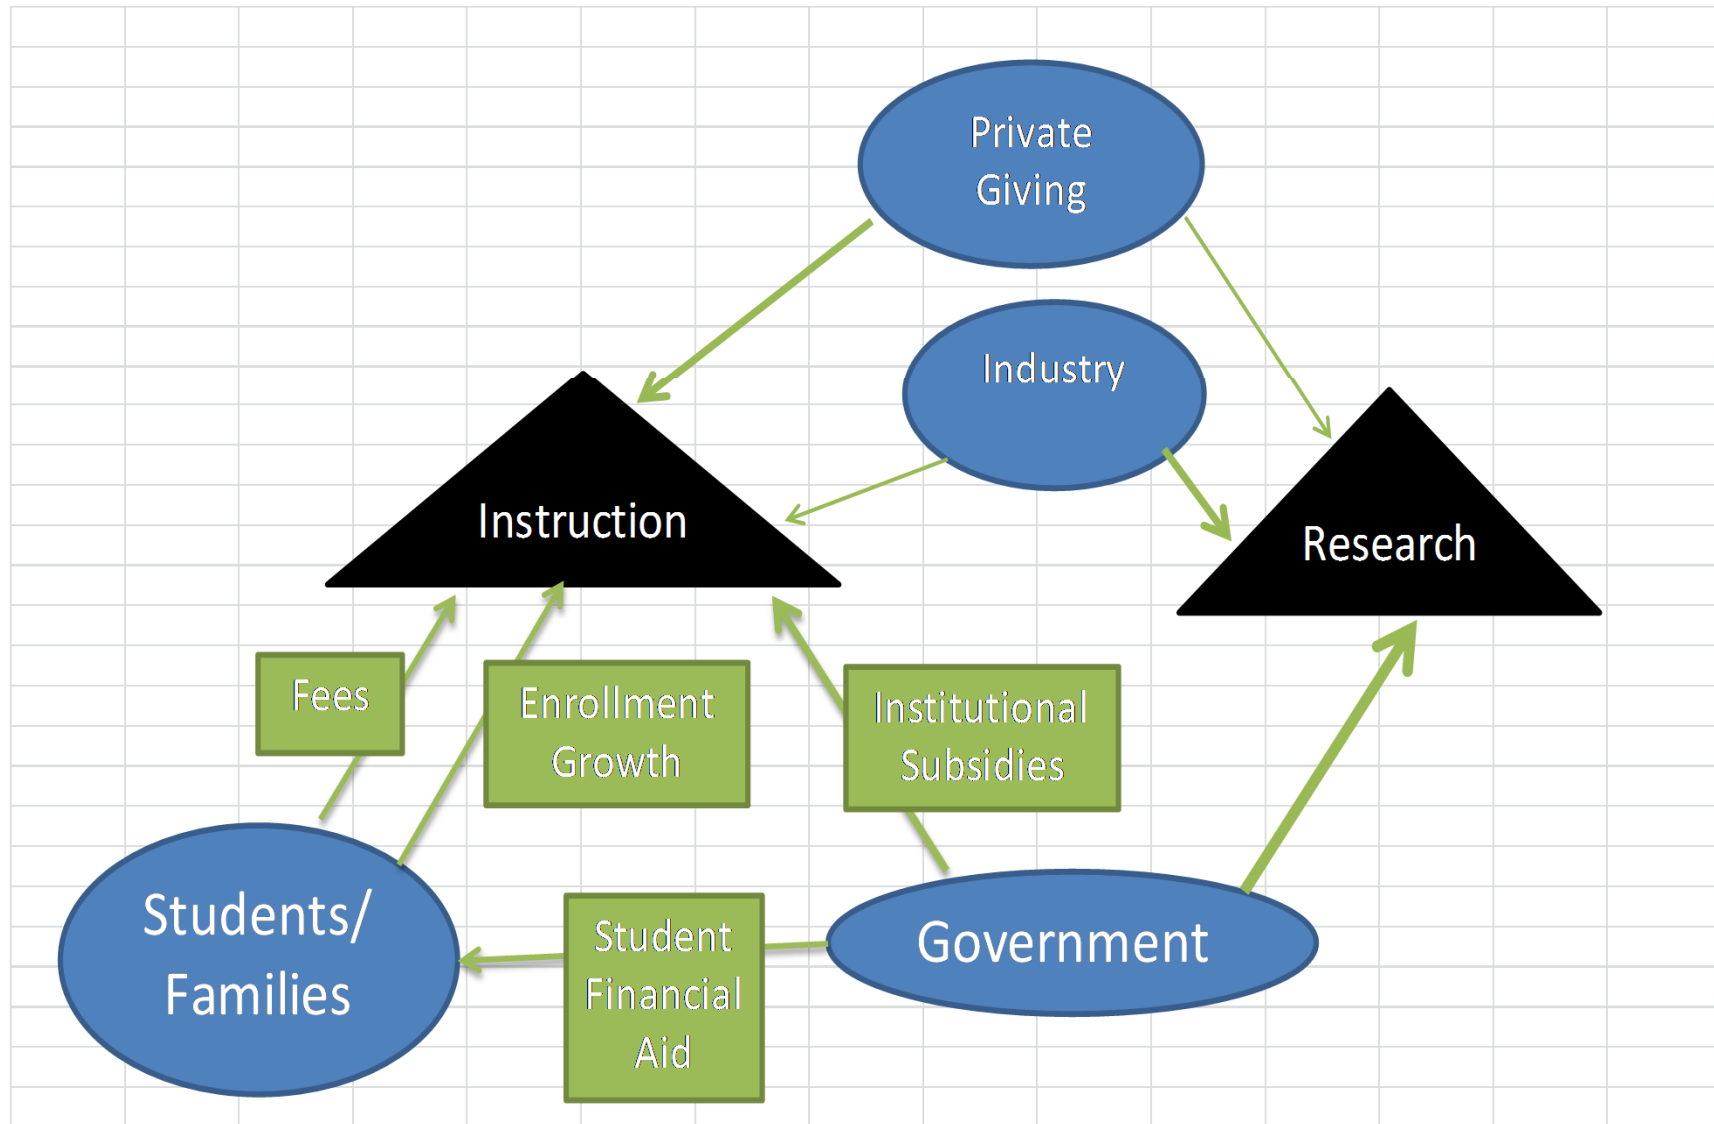 Private
Giving
Industry
Instruction
Research
Fees
Enrollment
Growth
Institutional
Subsidies
Students/
Families
Student
Financial
Aid
Government